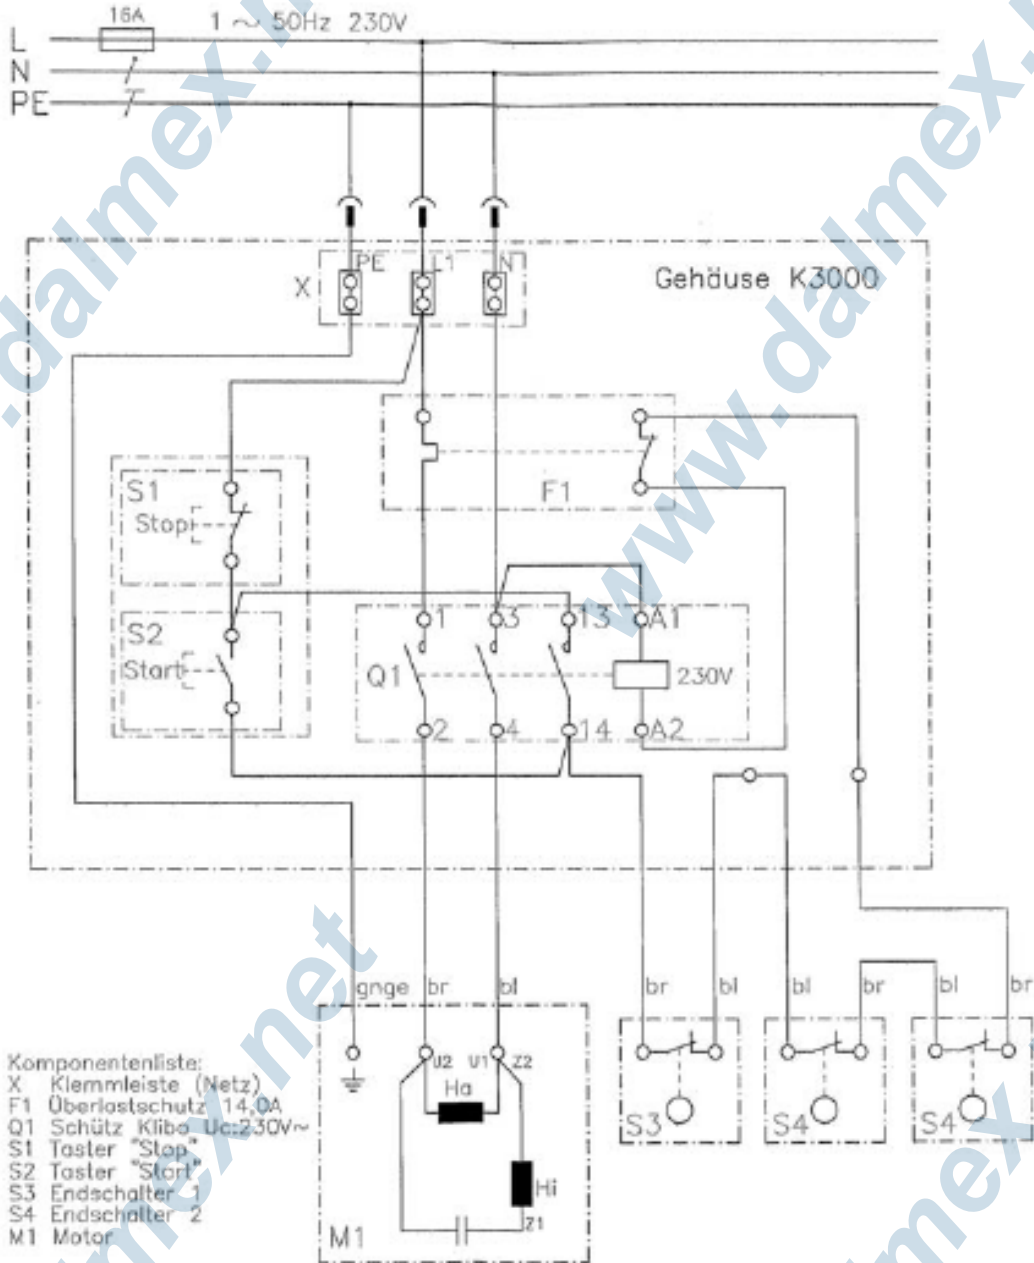 16A 1 ~ 50Hz 230V
L
N
PE
PE L1 N
X
Gehäuse K3000
S1
Stop
F1
S2
Start
1 3 13 A1
Q1
230V
2 4 14 A2
gnge br bl
br bl bl br bl br
U2 U1 Z2
Ha
Hi
Z1
M1
S3 S4 S4
Komponentenliste:
X Klemmleiste (Netz)
F1 Überlastschutz 14,0A
Q1 Schütz Klibo Uc:230V~
S1 Taster "Stop"
S2 Taster "Start"
S3 Endschalter 1
S4 Endschalter 2
M1 Motor
www.dalmex.net